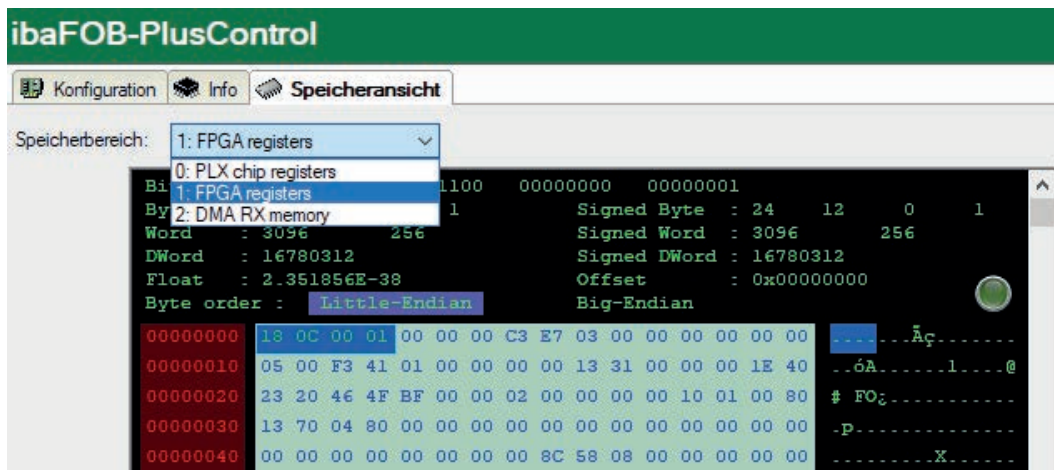 ibaFOB-PlusControl
Konfiguration Info Speicheransicht
Speicherbereich: 1: FPGA registers
0: PLX chip registers
1: FPGA registers
2: DMA RX memory
Bi 1100 00000000 00000001
By 1 Signed Byte : 24 12 0 1
Word : 3096 256 Signed Word : 3096 256
DWord : 16780312 Signed DWord : 16780312
Float : 2.351856E-38 Offset : 0x00000000
Byte order : Little-Endian Big-Endian
00000000 18 0C 00 01 00 00 00 C3 E7 03 00 00 00 00 00 00 .......Ãç.......
00000010 05 00 F3 41 01 00 00 00 00 13 31 00 00 00 1E 40 ..óA......1....@
00000020 23 20 46 4F BF 00 00 02 00 00 00 00 10 01 00 80 # FO¿...........
00000030 13 70 04 80 00 00 00 00 00 00 00 00 00 00 00 00 .p..............
00000040 00 00 00 00 00 00 00 00 8C 58 08 00 00 00 00 00 .........X......